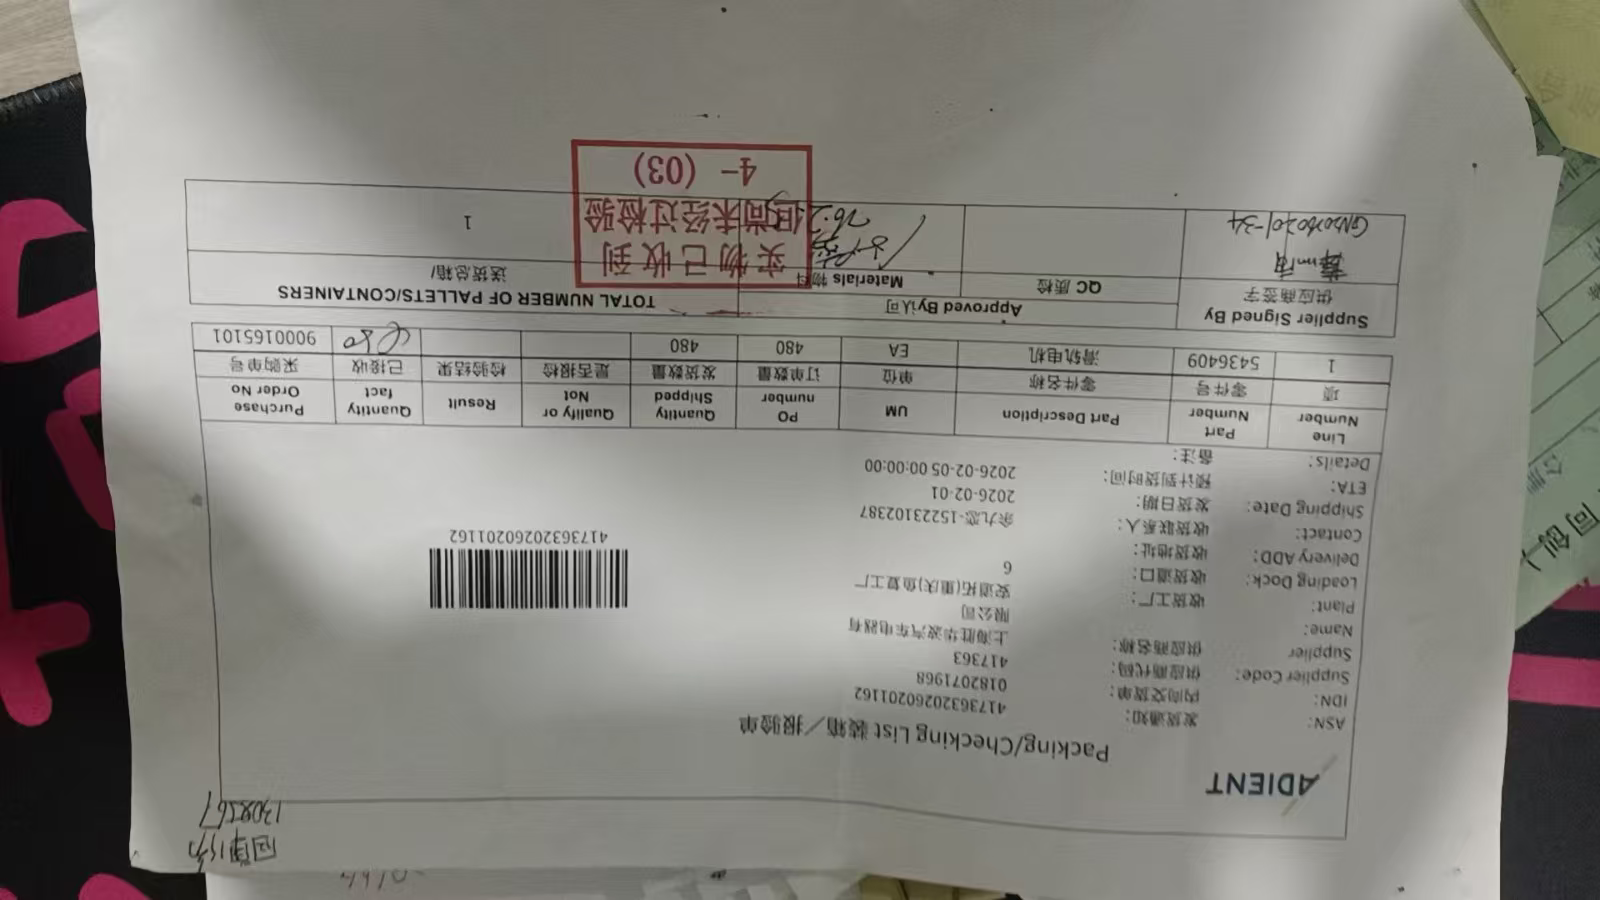 ADIENT
Packing/Checking List 装箱／报验单
ASN: 发货通知: 41736320260201162
IDN: 内向交货单: 0182071968
Supplier Code: 供应商代码: 417363
Supplier Name: 供应商名称: 上海胜华波汽车电器有限公司
Plant: 收货工厂: 安道拓(重庆)鱼复工厂
Loading Dock: 收货道口: 6
Delivery ADD: 收货地址:
Contact: 收货联系人: 余九恋-15223102387
Shipping Date: 发货日期: 2026-02-01
ETA: 预计到货时间: 2026-02-05 00:00:00
Details: 备注:
41736320260201162
Line Number Part Number Part Description UM PO number Quantity Shipped Qualify or Not Result Quantity fact Purchase Order No
项 零件号 零件名称 单位 订单数量 发货数量 是否报检 检验结果 已接收 采购单号
1 5436409 滑轨电机 EA 480 480 9000165101
Supplier Signed By 供应商签字
Approved By认可
QC 质检
Materials 物料
TOTAL NUMBER OF PALLETS/CONTAINERS
送货总箱/
1
实物已收到
但尚未经过检验
4-（03）